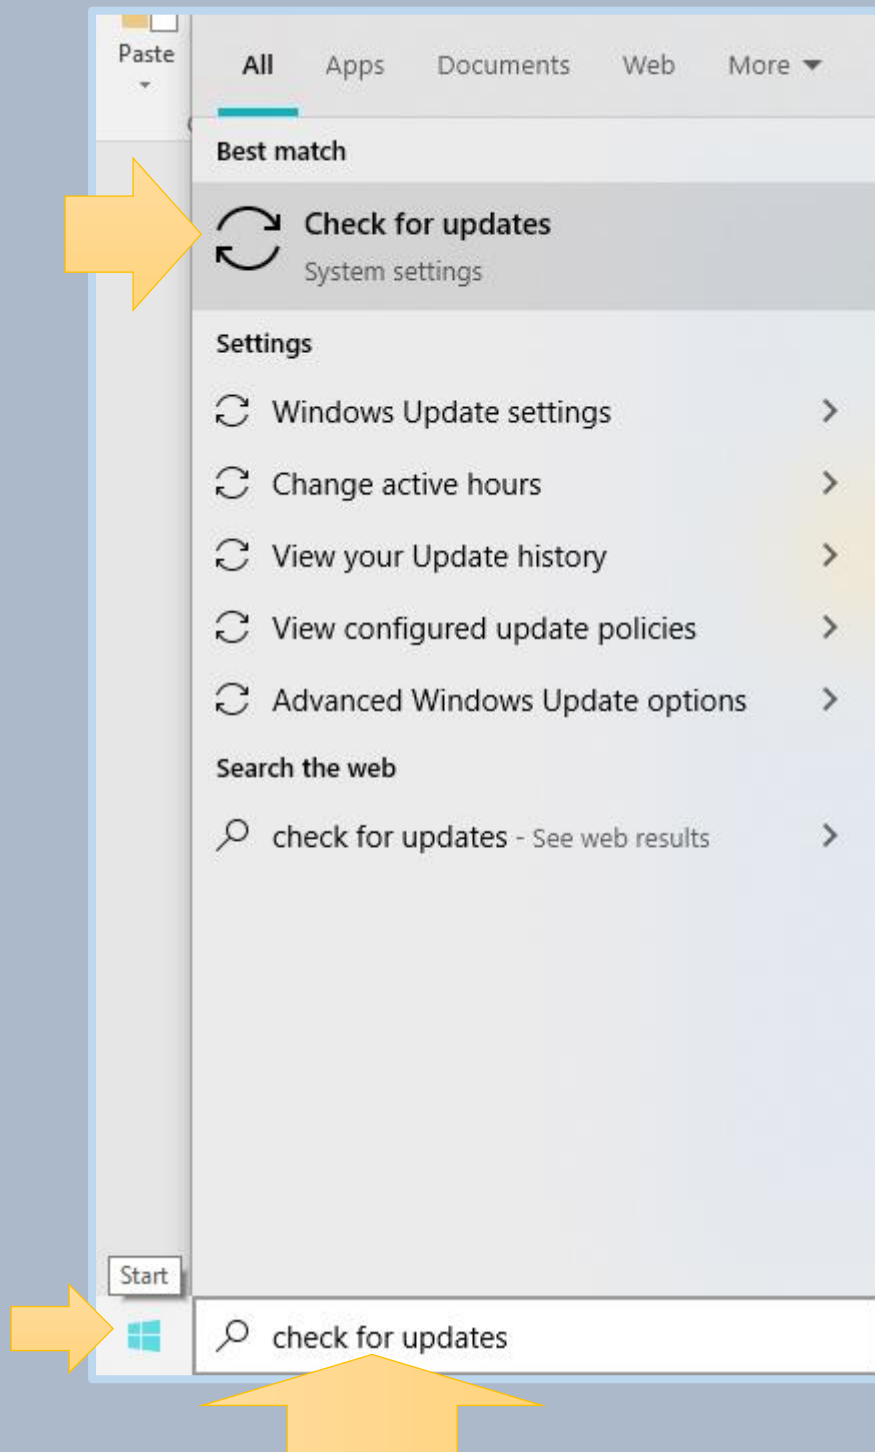 Paste
All Apps Documents Web More
Best match
Check for updates
System settings
Settings
Windows Update settings
Change active hours
View your Update history
View configured update policies
Advanced Windows Update options
Search the web
check for updates - See web results
Start
check for updates